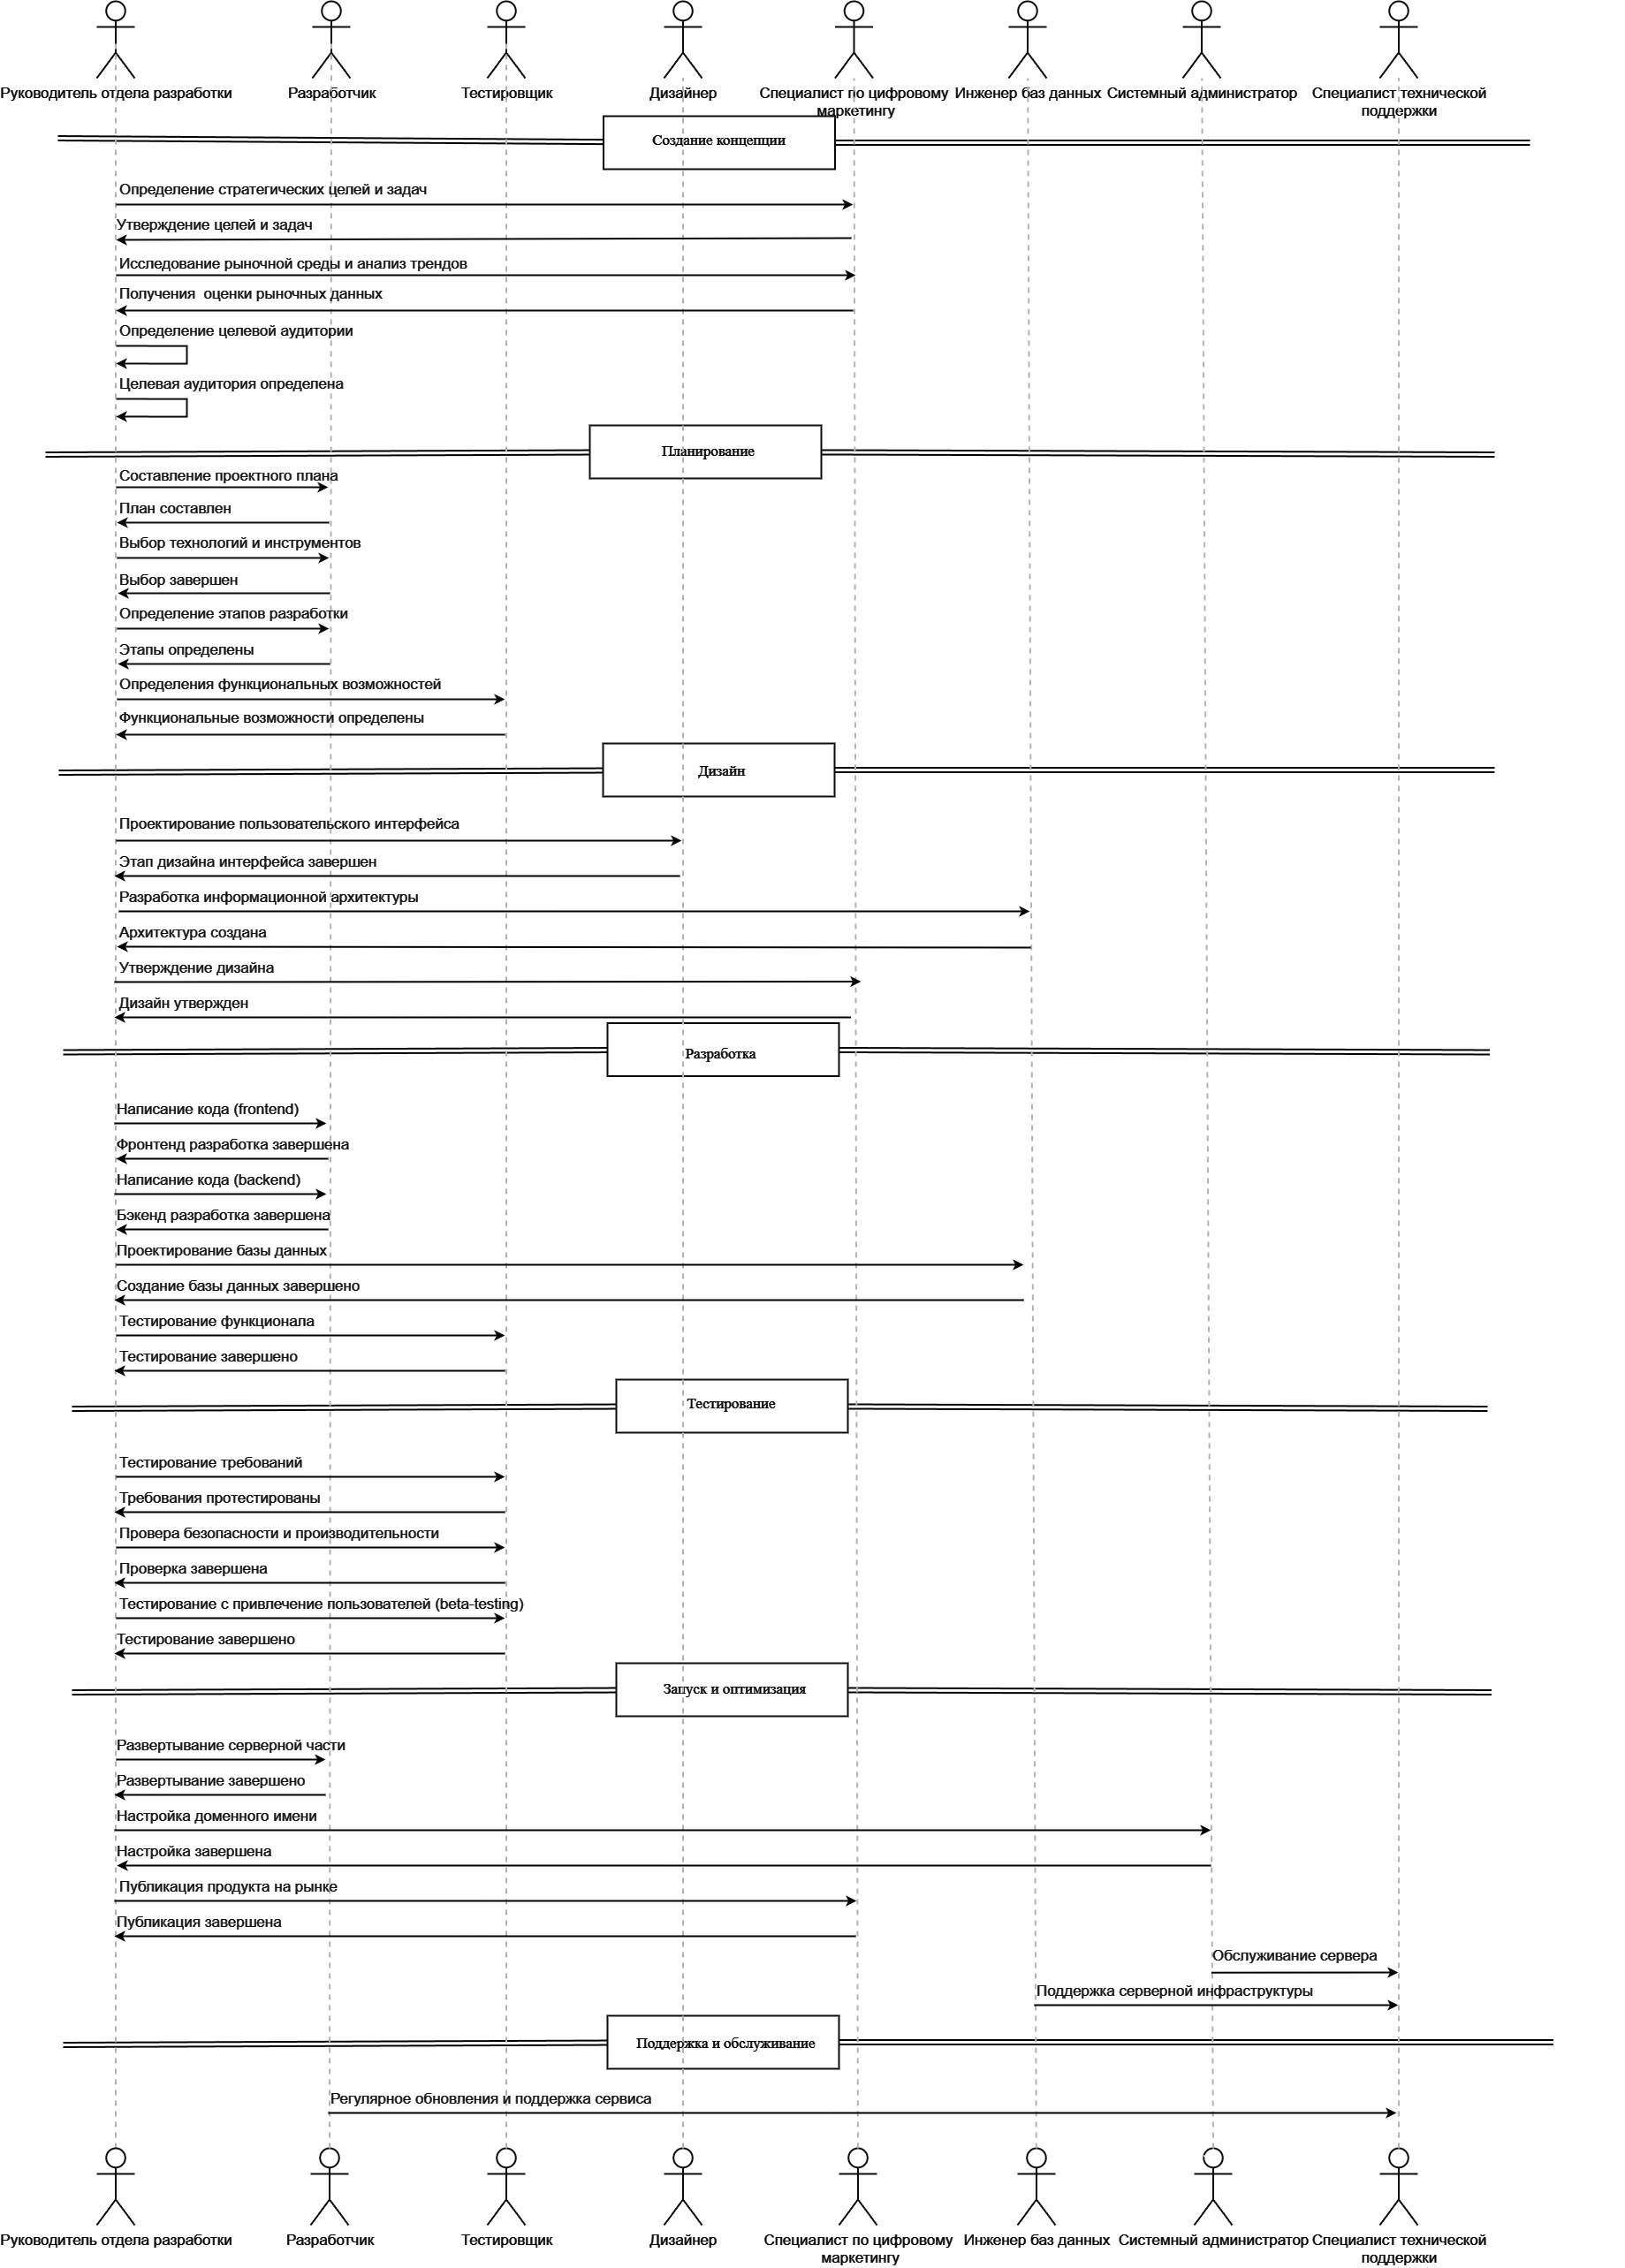 Руководитель отдела разработки
Разработчик
Тестировщик
Дизайнер
Специалист по цифровому
маркетингу
Инженер баз данных
Системный администратор
Специалист технической
поддержки
Создание концепции
Определение стратегических целей и задач
Утверждение целей и задач
Исследование рыночной среды и анализ трендов
Получения  оценки рыночных данных
Определение целевой аудитории
Целевая аудитория определена
Планирование
Составление проектного плана
План составлен
Выбор технологий и инструментов
Выбор завершен
Определение этапов разработки
Этапы определены
Определения функциональных возможностей
Функциональные возможности определены
Дизайн
Проектирование пользовательского интерфейса
Этап дизайна интерфейса завершен
Разработка информационной архитектуры
Архитектура создана
Утверждение дизайна
Дизайн утвержден
Разработка
Написание кода (frontend)
Фронтенд разработка завершена
Написание кода (backend)
Бэкенд разработка завершена
Проектирование базы данных
Создание базы данных завершено
Тестирование функционала
Тестирование завершено
Тестирование
Тестирование требований
Требования протестированы
Провера безопасности и производительности
Проверка завершена
Тестирование с привлечение пользователей (beta-testing)
Тестирование завершено
Запуск и оптимизация
Развертывание серверной части
Развертывание завершено
Настройка доменного имени
Настройка завершена
Публикация продукта на рынке
Публикация завершена
Обслуживание сервера
Поддержка серверной инфраструктуры
Поддержка и обслуживание
Регулярное обновления и поддержка сервиса
Руководитель отдела разработки
Разработчик
Тестировщик
Дизайнер
Специалист по цифровому
маркетингу
Инженер баз данных
Системный администратор
Специалист технической
поддержки